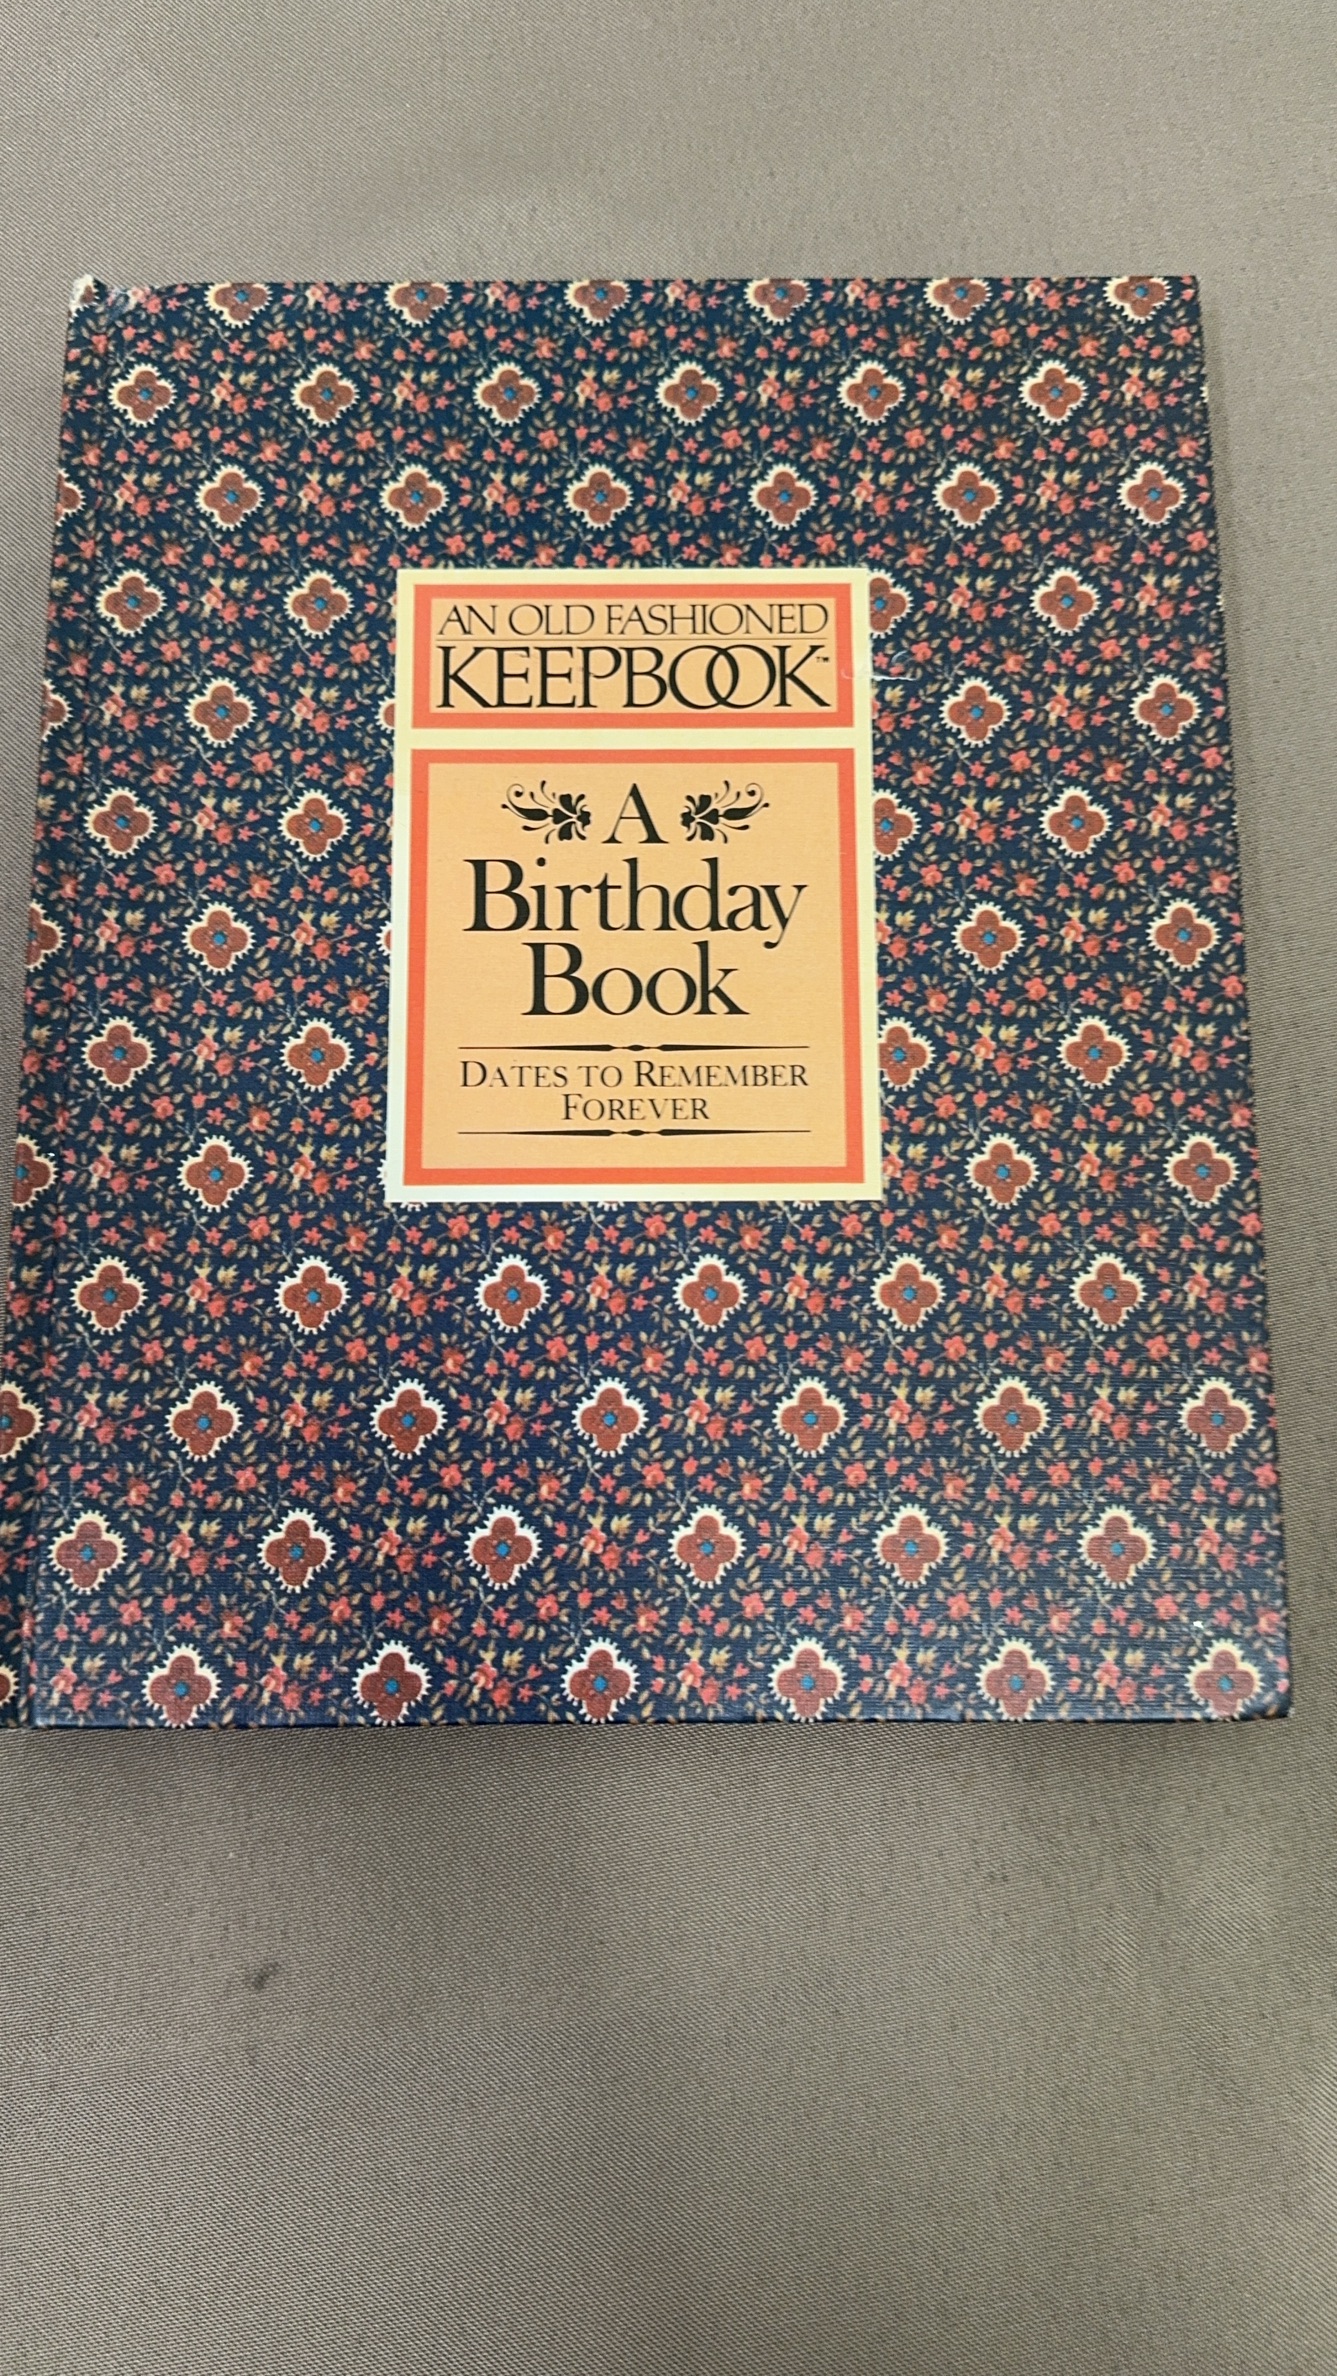 AN OLD FASHIONED
KEEPBOOK™
A
Birthday
Book
DATES TO REMEMBER
FOREVER